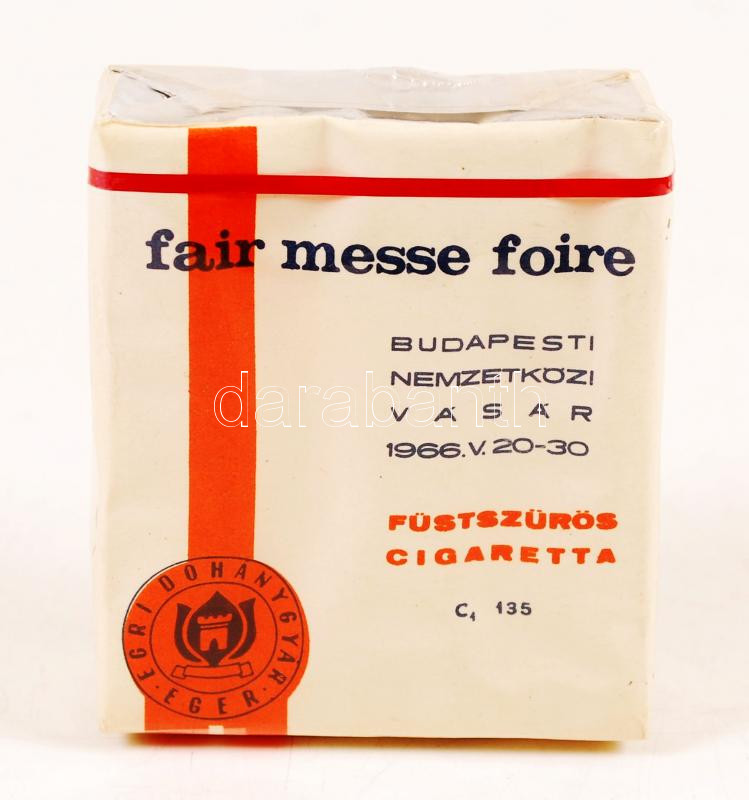 fair messe foire
BUDAPESTI
NEMZETKÖZI
VÁSÁR
1966.V. 20-30
FÜSTSZŰRŐS
CIGARETTA
C₁ 135
EGRI DOHÁNYGYÁR
· EGER ·
darabanth